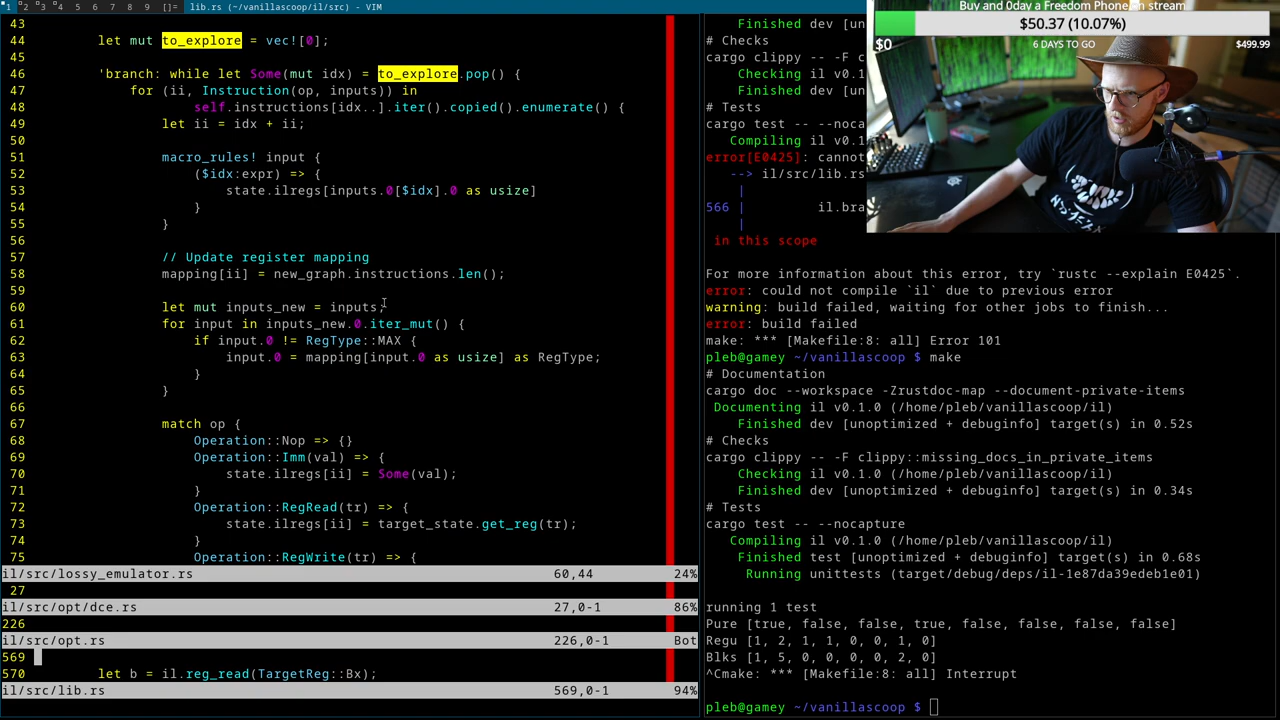 1 2 3 4 5 6 7 8 9 []= lib.rs (~/vanillascoop/il/src) - VIM
43
44 let mut to_explore = vec![0];
45
46 'branch: while let Some(mut idx) = to_explore.pop() {
47 for (ii, Instruction(op, inputs)) in
48 self.instructions[idx..].iter().copied().enumerate() {
49 let ii = idx + ii;
50
51 macro_rules! input {
52 ($idx:expr) => {
53 state.ilregs[inputs.0[$idx].0 as usize]
54 }
55 }
56
57 // Update register mapping
58 mapping[ii] = new_graph.instructions.len();
59
60 let mut inputs_new = inputs;
61 for input in inputs_new.0.iter_mut() {
62 if input.0 != RegType::MAX {
63 input.0 = mapping[input.0 as usize] as RegType;
64 }
65 }
66
67 match op {
68 Operation::Nop => {}
69 Operation::Imm(val) => {
70 state.ilregs[ii] = Some(val);
71 }
72 Operation::RegRead(tr) => {
73 state.ilregs[ii] = target_state.get_reg(tr);
74 }
75 Operation::RegWrite(tr) => {
il/src/lossy_emulator.rs 60,44 24%
27
il/src/opt/dce.rs 27,0-1 86%
226
il/src/opt.rs 226,0-1 Bot
569
570 let b = il.reg_read(TargetReg::Bx);
il/src/lib.rs 569,0-1 94%
Finished dev [un
# Checks
cargo clippy -- -F c
Checking il v0.1
Finished dev [un
# Tests
cargo test -- --noca
Compiling il v0.1
error[E0425]: cannot
--> il/src/lib.rs
|
566 | il.bra
|
in this scope
For more information about this error, try `rustc --explain E0425`.
error: could not compile `il` due to previous error
warning: build failed, waiting for other jobs to finish...
error: build failed
make: *** [Makefile:8: all] Error 101
pleb@gamey ~/vanillascoop $ make
# Documentation
cargo doc --workspace -Zrustdoc-map --document-private-items
Documenting il v0.1.0 (/home/pleb/vanillascoop/il)
Finished dev [unoptimized + debuginfo] target(s) in 0.52s
# Checks
cargo clippy -- -F clippy::missing_docs_in_private_items
Checking il v0.1.0 (/home/pleb/vanillascoop/il)
Finished dev [unoptimized + debuginfo] target(s) in 0.34s
# Tests
cargo test -- --nocapture
Compiling il v0.1.0 (/home/pleb/vanillascoop/il)
Finished test [unoptimized + debuginfo] target(s) in 0.68s
Running unittests (target/debug/deps/il-1e87da39edeb1e01)
running 1 test
Pure [true, false, false, true, false, false, false, false]
Regu [1, 2, 1, 1, 0, 0, 1, 0]
Blks [1, 5, 0, 0, 0, 0, 2, 0]
^Cmake: *** [Makefile:8: all] Interrupt
pleb@gamey ~/vanillascoop $
Buy and 0day a Freedom Phone on stream
$50.37 (10.07%)
$0 6 DAYS TO GO $499.99